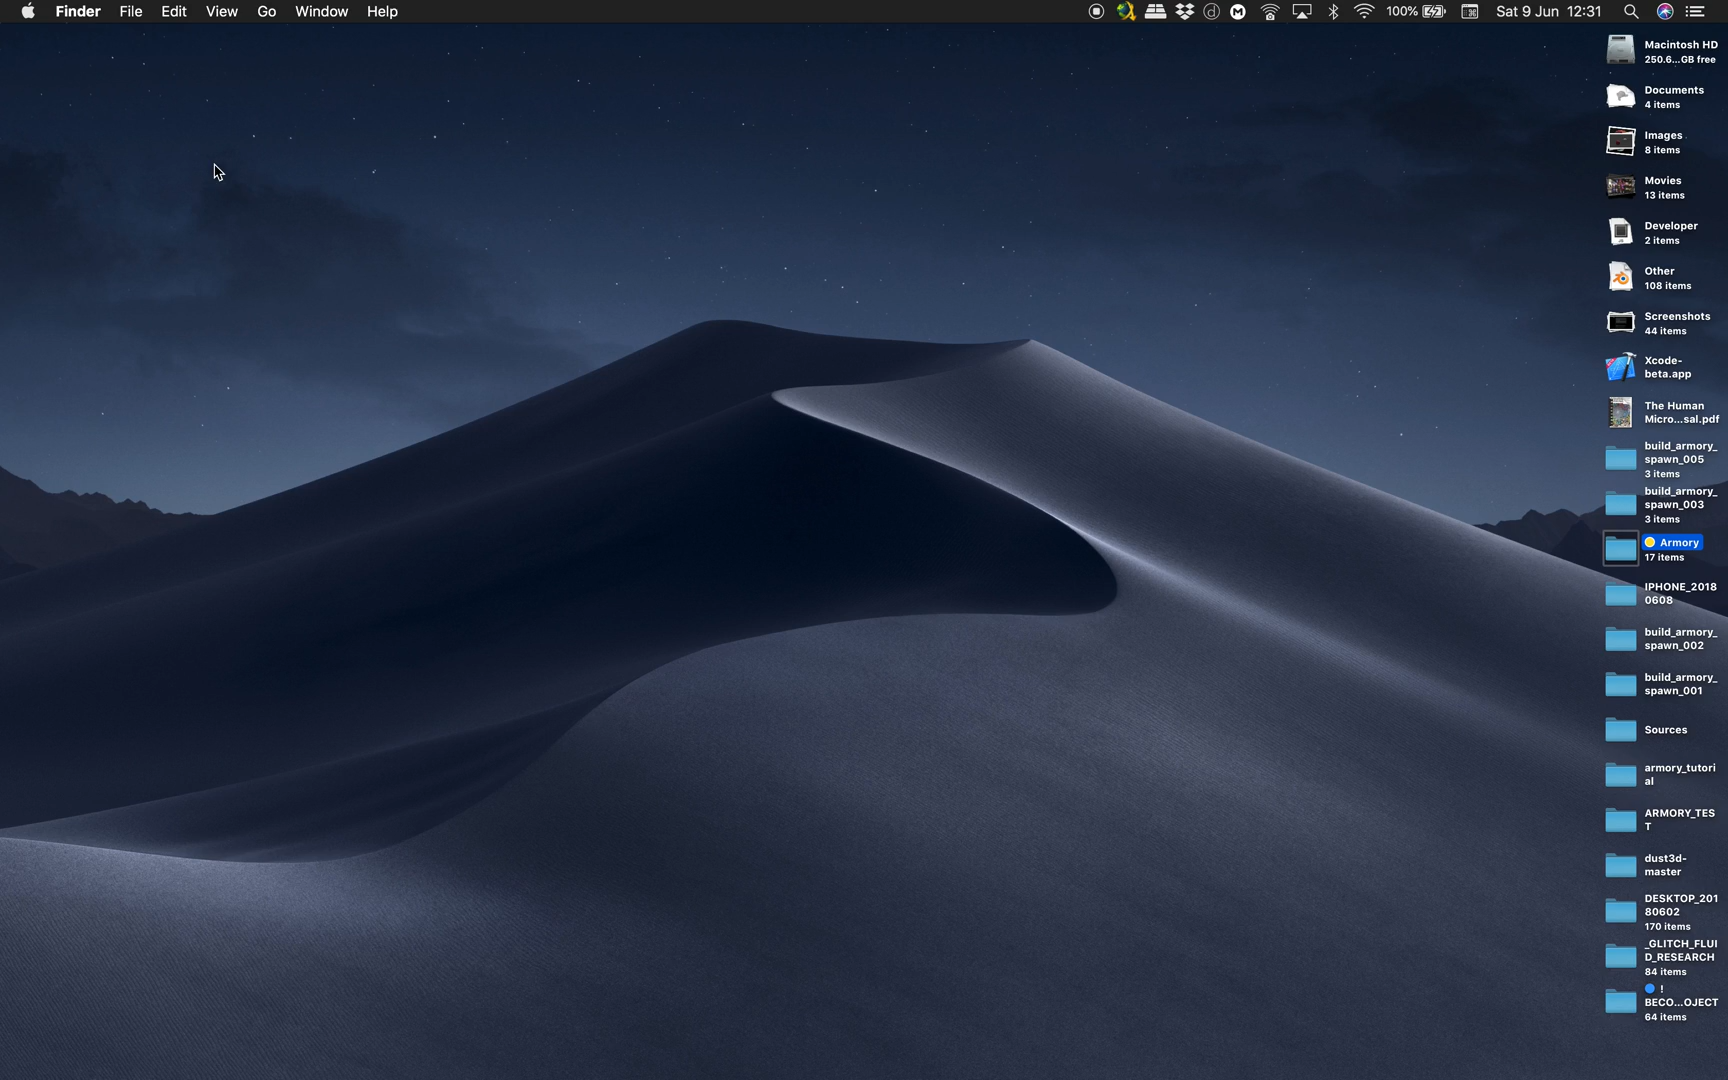 Finder File Edit View Go Window Help 100% Sat 9 Jun 12:31
Macintosh HD
250.6...GB free
Documents
4 items
Images
8 items
Movies
13 items
Developer
2 items
Other
108 items
Screenshots
44 items
Xcode-
beta.app
The Human
Micro...sal.pdf
build_armory_
spawn_005
3 items
build_armory_
spawn_003
3 items
Armory
17 items
IPHONE_2018
0608
build_armory_
spawn_002
build_armory_
spawn_001
Sources
armory_tutori
al
ARMORY_TES
T
dust3d-
master
DESKTOP_201
80602
170 items
_GLITCH_FLUI
D_RESEARCH
84 items
!
BECO...OJECT
64 items